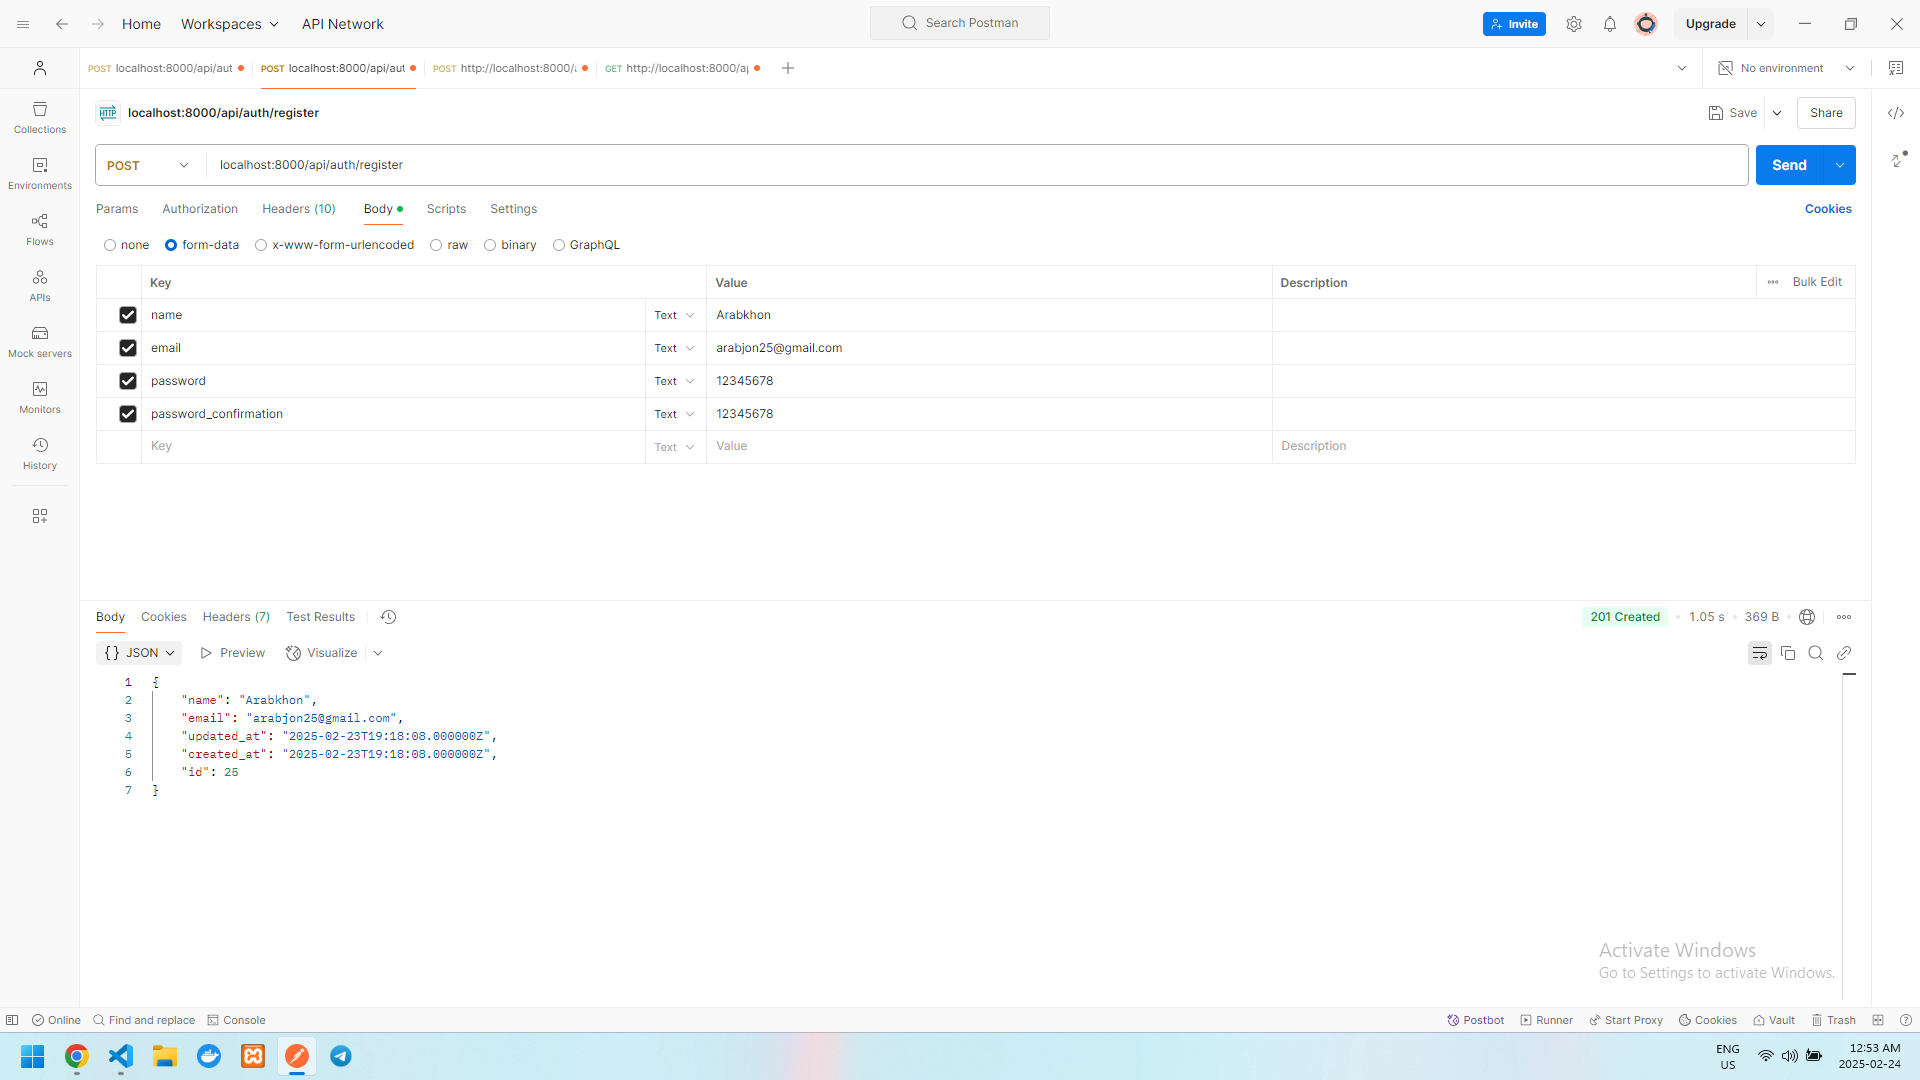 Home Workspaces API Network Search Postman Invite Upgrade
POST localhost:8000/api/aut POST localhost:8000/api/aut POST http://localhost:8000/ GET http://localhost:8000/a No environment
HTTP localhost:8000/api/auth/register Save Share
POST localhost:8000/api/auth/register Send
Params Authorization Headers (10) Body Scripts Settings Cookies
none form-data x-www-form-urlencoded raw binary GraphQL
Key Value Description Bulk Edit
name Text Arabkhon
email Text arabjon25@gmail.com
password Text 12345678
password_confirmation Text 12345678
Key Text Value Description
Collections
Environments
Flows
APIs
Mock servers
Monitors
History
Body Cookies Headers (7) Test Results 201 Created 1.05 s 369 B
{ } JSON Preview Visualize
1 {
2 "name": "Arabkhon",
3 "email": "arabjon25@gmail.com",
4 "updated_at": "2025-02-23T19:18:08.000000Z",
5 "created_at": "2025-02-23T19:18:08.000000Z",
6 "id": 25
7 }
Activate Windows
Go to Settings to activate Windows.
Online Find and replace Console Postbot Runner Start Proxy Cookies Vault Trash
ENG 12:53 AM
US 2025-02-24